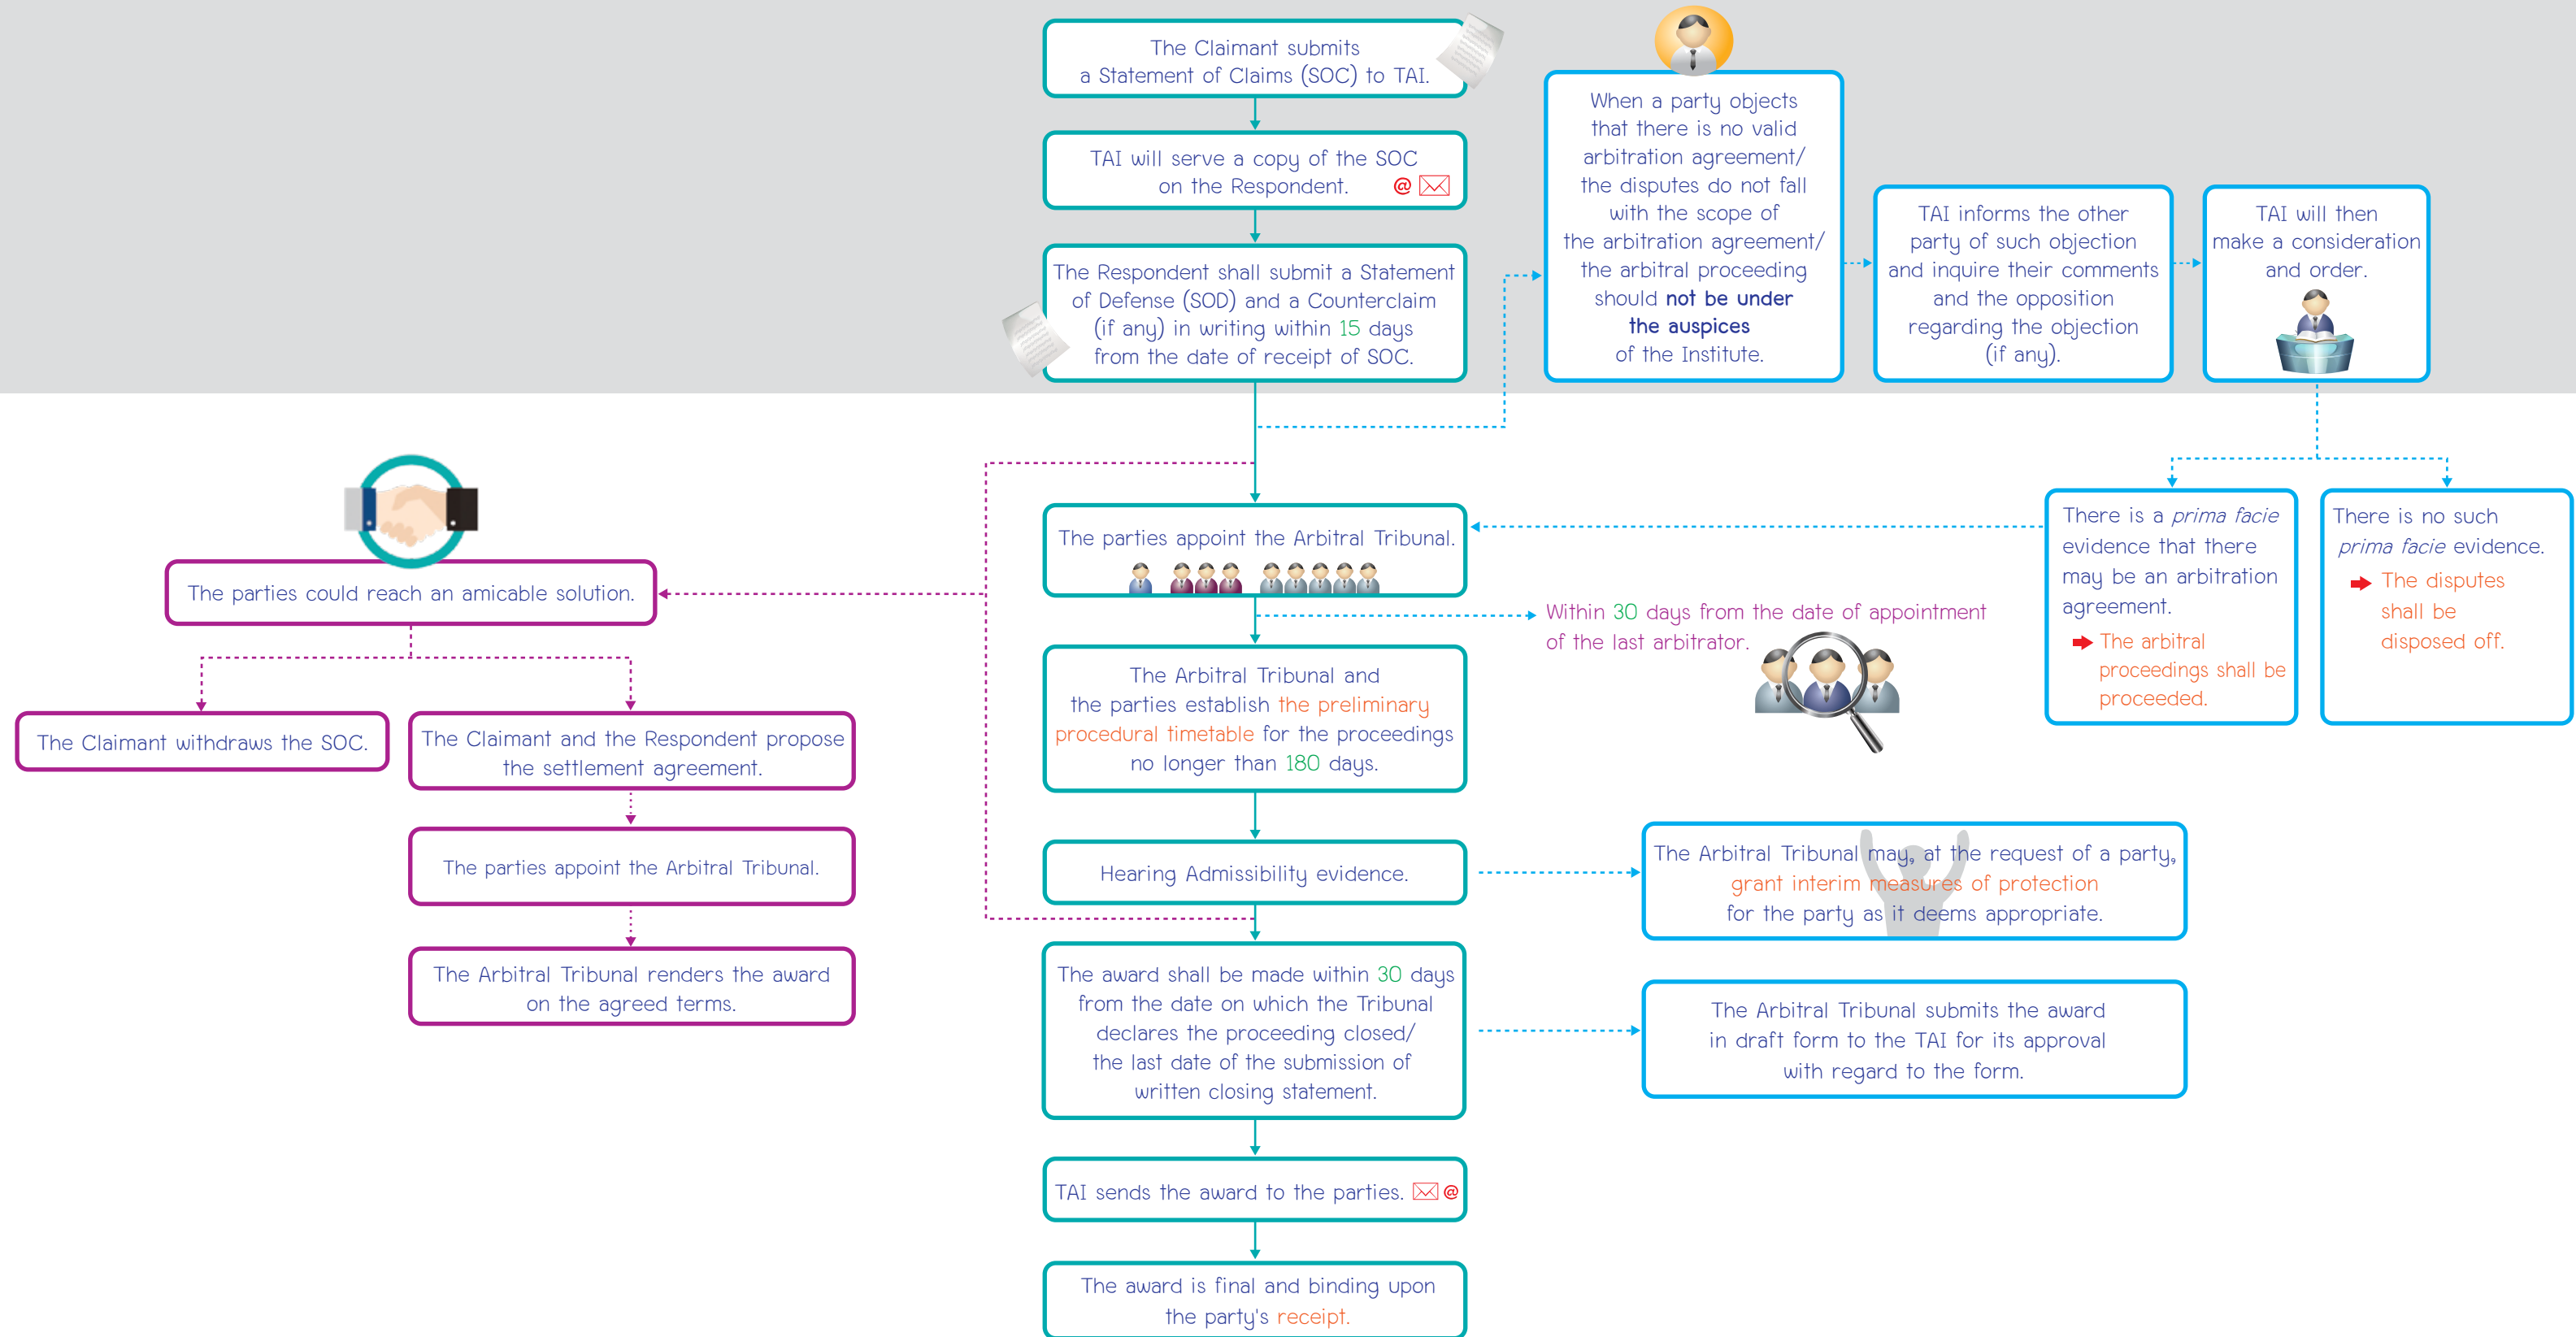 The Claimant submits
a Statement of Claims (SOC) to TAI.
TAI will serve a copy of the SOC
on the Respondent. @
The Respondent shall submit a Statement
of Defense (SOD) and a Counterclaim
(if any) in writing within 15 days
from the date of receipt of SOC.
When a party objects
that there is no valid
arbitration agreement/
the disputes do not fall
with the scope of
the arbitration agreement/
the arbitral proceeding
should not be under
the auspices
of the Institute.
TAI informs the other
party of such objection
and inquire their comments
and the opposition
regarding the objection
(if any).
TAI will then
make a consideration
and order.
There is a prima facie
evidence that there
may be an arbitration
agreement.
The arbitral
proceedings shall be
proceeded.
There is no such
prima facie evidence.
The disputes
shall be
disposed off.
The parties appoint the Arbitral Tribunal.
Within 30 days from the date of appointment
of the last arbitrator.
The parties could reach an amicable solution.
The Claimant withdraws the SOC.
The Claimant and the Respondent propose
the settlement agreement.
The parties appoint the Arbitral Tribunal.
The Arbitral Tribunal renders the award
on the agreed terms.
The Arbitral Tribunal and
the parties establish the preliminary
procedural timetable for the proceedings
no longer than 180 days.
Hearing Admissibility evidence.
The Arbitral Tribunal may, at the request of a party,
grant interim measures of protection
for the party as it deems appropriate.
The award shall be made within 30 days
from the date on which the Tribunal
declares the proceeding closed/
the last date of the submission of
written closing statement.
The Arbitral Tribunal submits the award
in draft form to the TAI for its approval
with regard to the form.
TAI sends the award to the parties. @
The award is final and binding upon
the party's receipt.